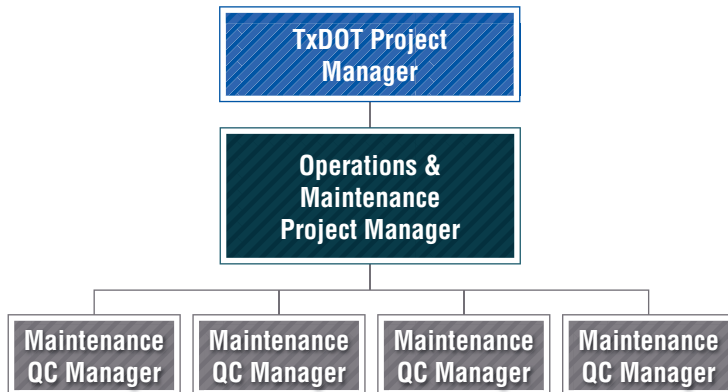 TxDOT Project
Manager
Operations &
Maintenance
Project Manager
Maintenance
QC Manager
Maintenance
QC Manager
Maintenance
QC Manager
Maintenance
QC Manager